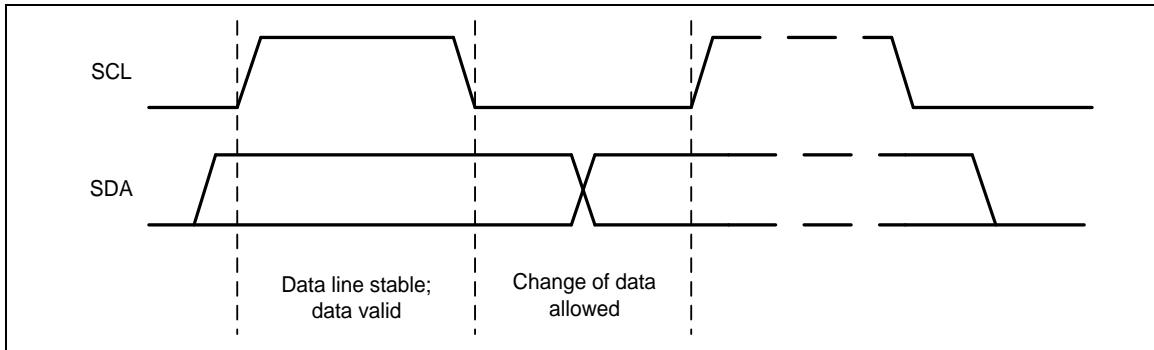 SCL
SDA
Data line stable;
data valid
Change of data
allowed